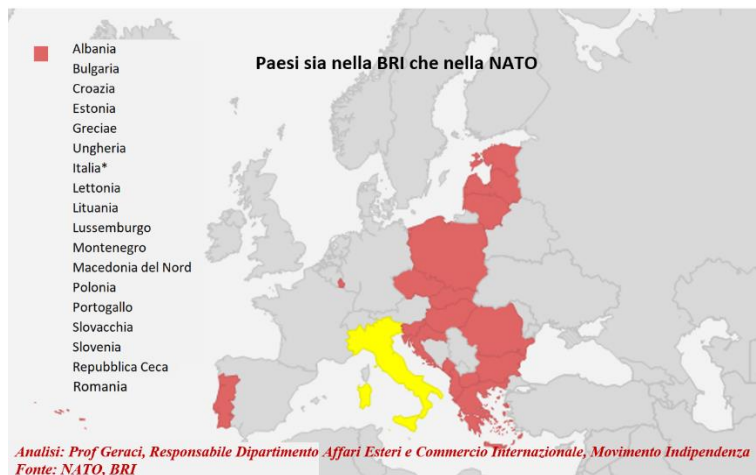 Paesi sia nella BRI che nella NATO
Albania
Bulgaria
Croazia
Estonia
Greciae
Ungheria
Italia*
Lettonia
Lituania
Lussemburgo
Montenegro
Macedonia del Nord
Polonia
Portogallo
Slovacchia
Slovenia
Repubblica Ceca
Romania
Analisi: Prof Geraci, Responsabile Dipartimento Affari Esteri e Commercio Internazionale, Movimento Indipendenza
Fonte: NATO, BRI